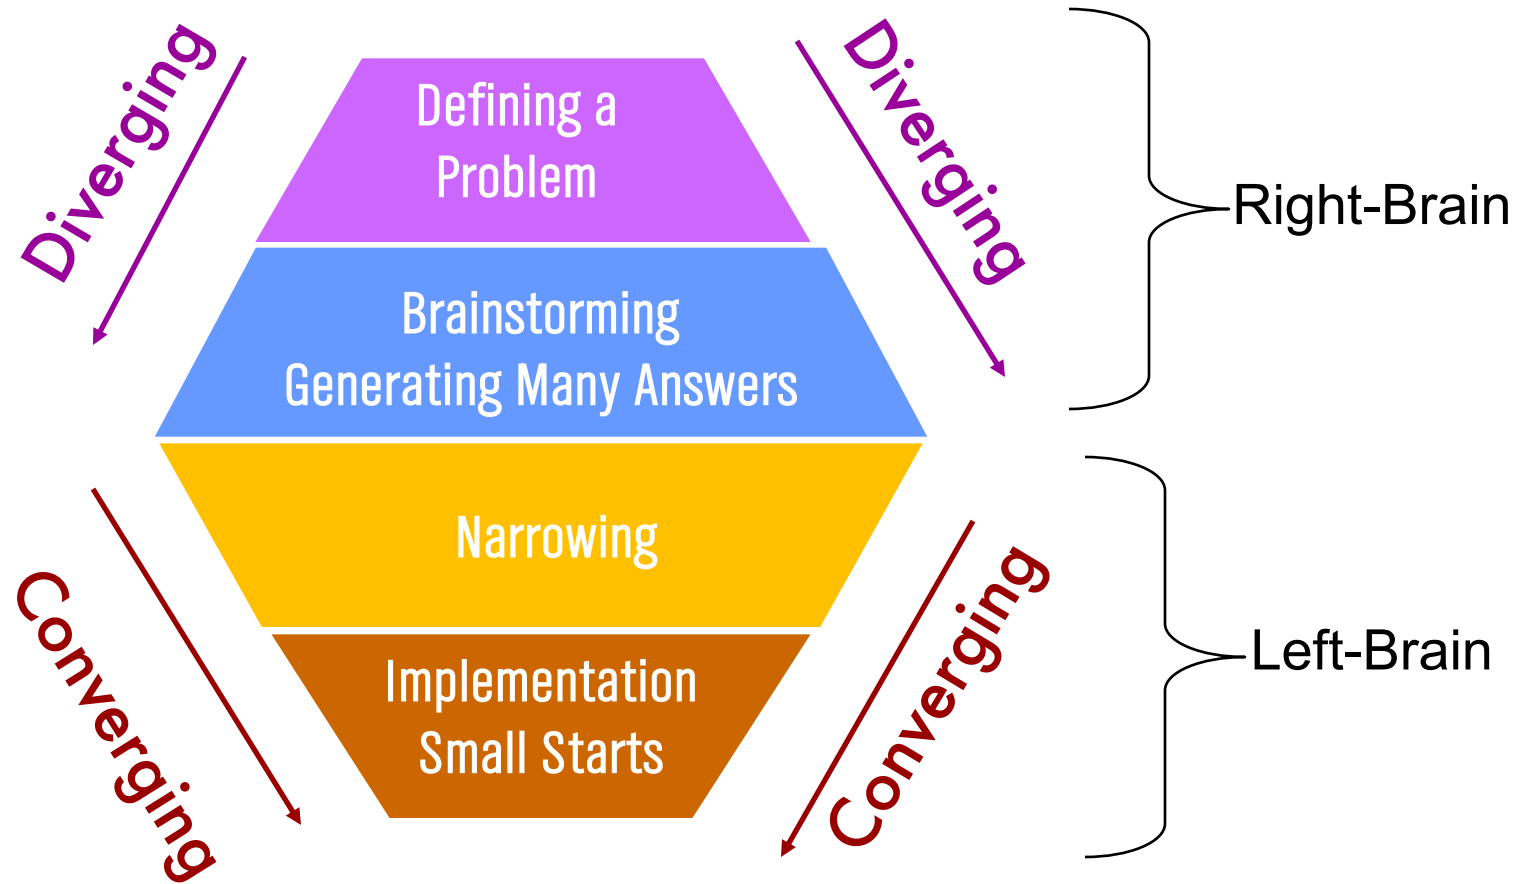 Diverging
Diverging
Defining a
Problem
Right-Brain
Brainstorming
Generating Many Answers
Narrowing
Converging
Converging
Left-Brain
Implementation
Small Starts